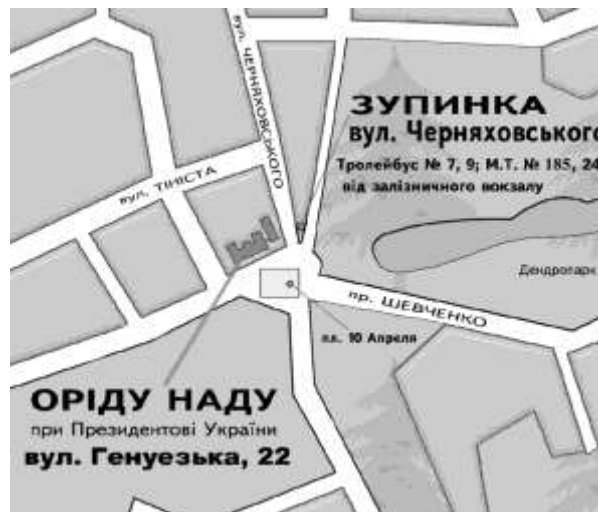 вул. ЧЕРНЯХОВСЬКОГО
ЗУПИНКА
вул. Черняховського
Тролейбус № 7, 9; М.Т. № 185, 24
від залізничного вокзалу
вул. ТІНІСТА
Дендропарк
пр. ШЕВЧЕНКО
пл. 10 Апреля
ОРІДУ НАДУ
при Президентові України
вул. Генуезька, 22